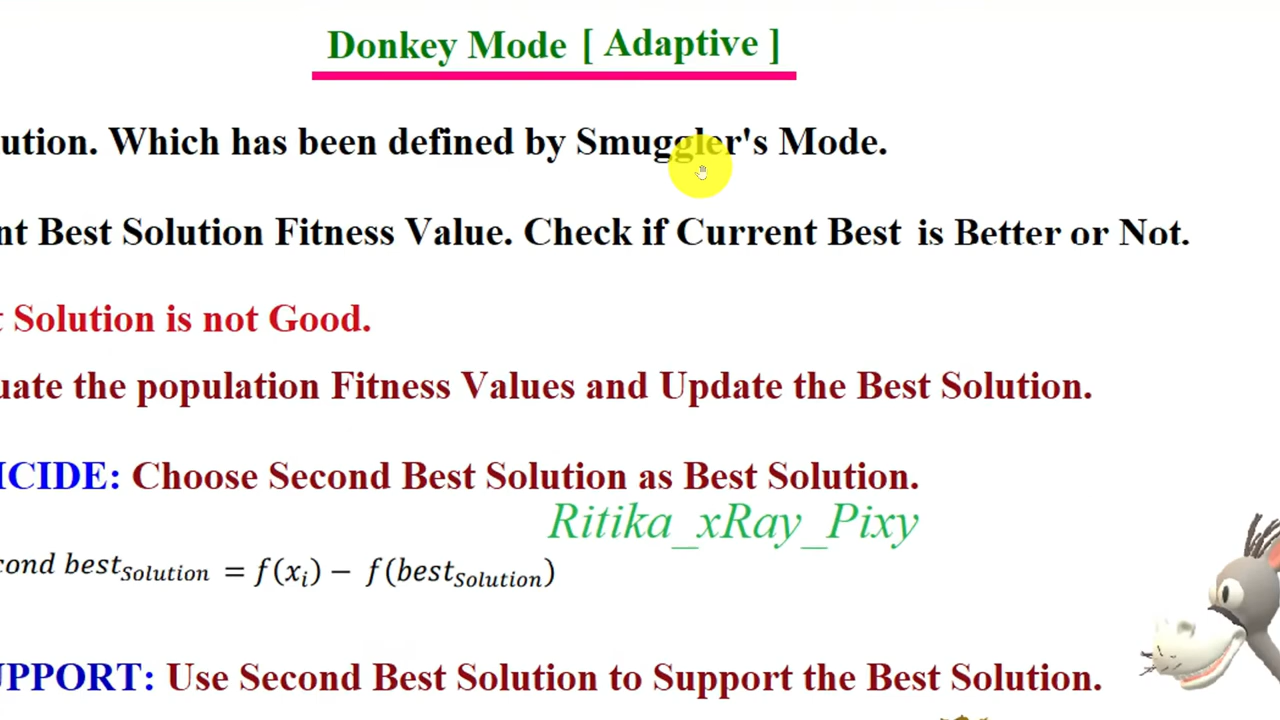 Donkey Mode [ Adaptive ]
ution. Which has been defined by Smuggler's Mode.
nt Best Solution Fitness Value. Check if Current Best is Better or Not.
t Solution is not Good.
uate the population Fitness Values and Update the Best Solution.
ICIDE: Choose Second Best Solution as Best Solution.
Ritika_xRay_Pixy
cond best_Solution = f(x_i) − f(best_Solution)
UPPORT: Use Second Best Solution to Support the Best Solution.